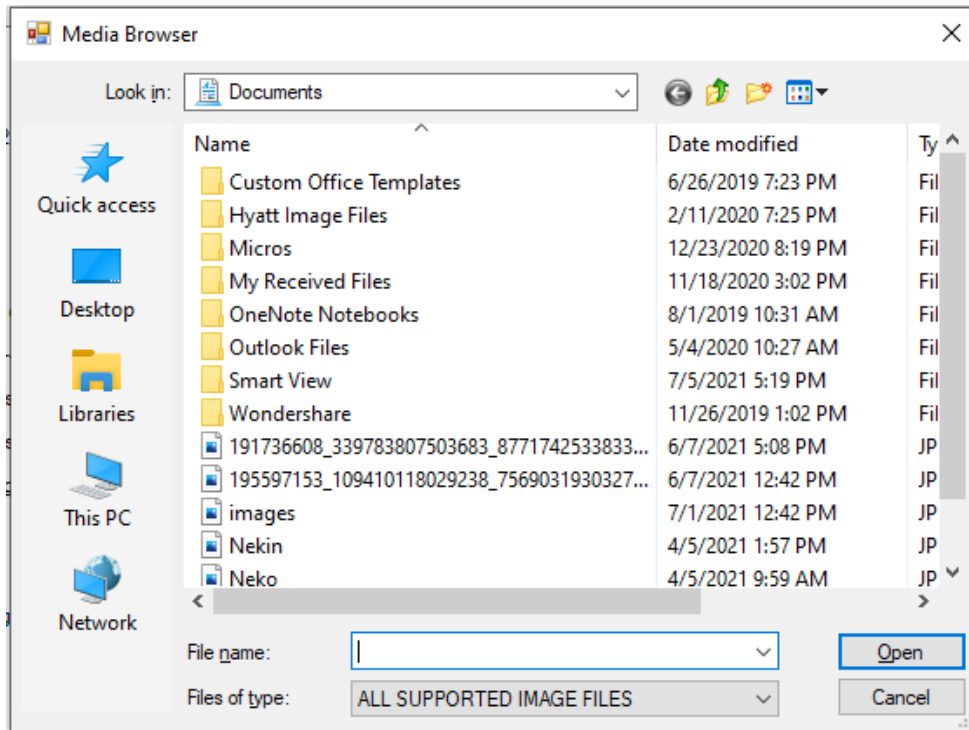 Media Browser
Look in: Documents
Name Date modified Ty
Quick access
Desktop
Libraries
This PC
Network
Custom Office Templates 6/26/2019 7:23 PM Fil
Hyatt Image Files 2/11/2020 7:25 PM Fil
Micros 12/23/2020 8:19 PM Fil
My Received Files 11/18/2020 3:02 PM Fil
OneNote Notebooks 8/1/2019 10:31 AM Fil
Outlook Files 5/4/2020 10:27 AM Fil
Smart View 7/5/2021 5:19 PM Fil
Wondershare 11/26/2019 1:02 PM Fil
191736608_339783807503683_8771742533833... 6/7/2021 5:08 PM JP
195597153_109410118029238_7569031930327... 6/7/2021 12:42 PM JP
images 7/1/2021 12:42 PM JP
Nekin 4/5/2021 1:57 PM JP
Neko 4/5/2021 9:59 AM JP
File name: Open
Files of type: ALL SUPPORTED IMAGE FILES Cancel